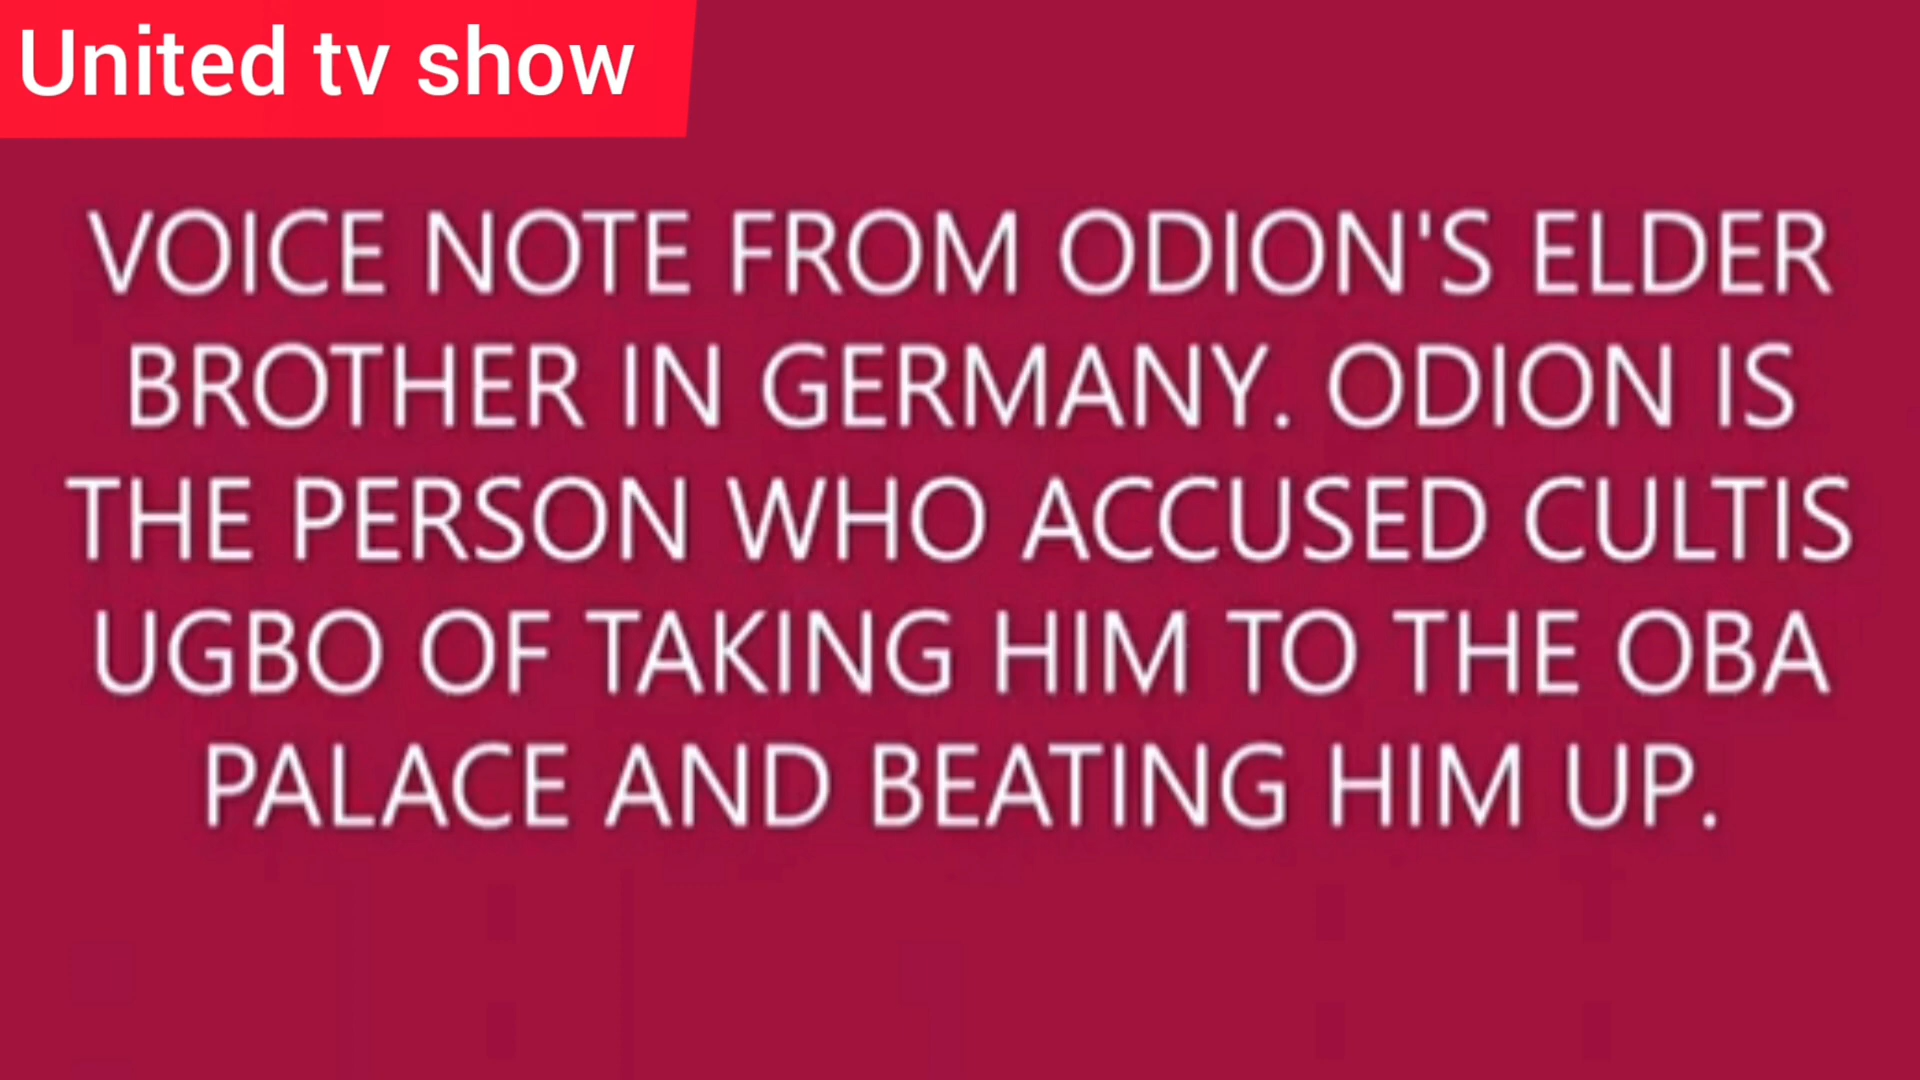 United tv show
VOICE NOTE FROM ODION'S ELDER
BROTHER IN GERMANY. ODION IS
THE PERSON WHO ACCUSED CULTIS
UGBO OF TAKING HIM TO THE OBA
PALACE AND BEATING HIM UP.